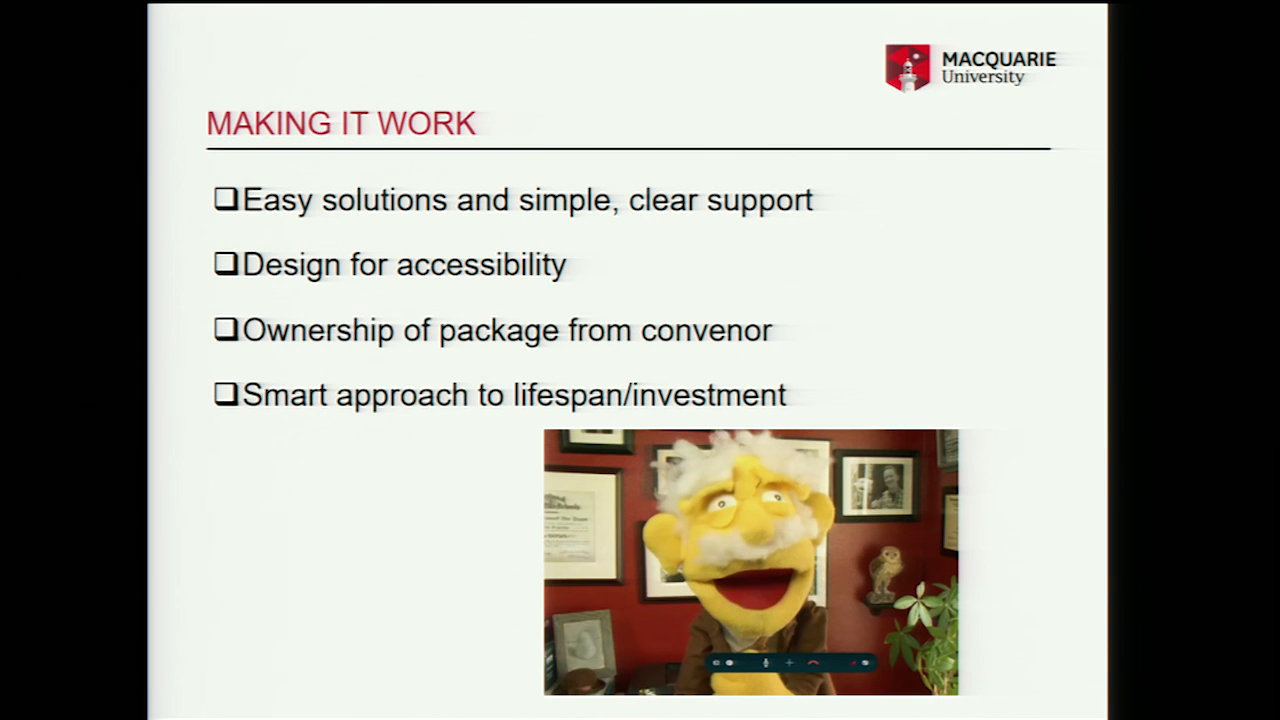 MACQUARIE
University
MAKING IT WORK
❑Easy solutions and simple, clear support
❑Design for accessibility
❑Ownership of package from convenor
❑Smart approach to lifespan/investment